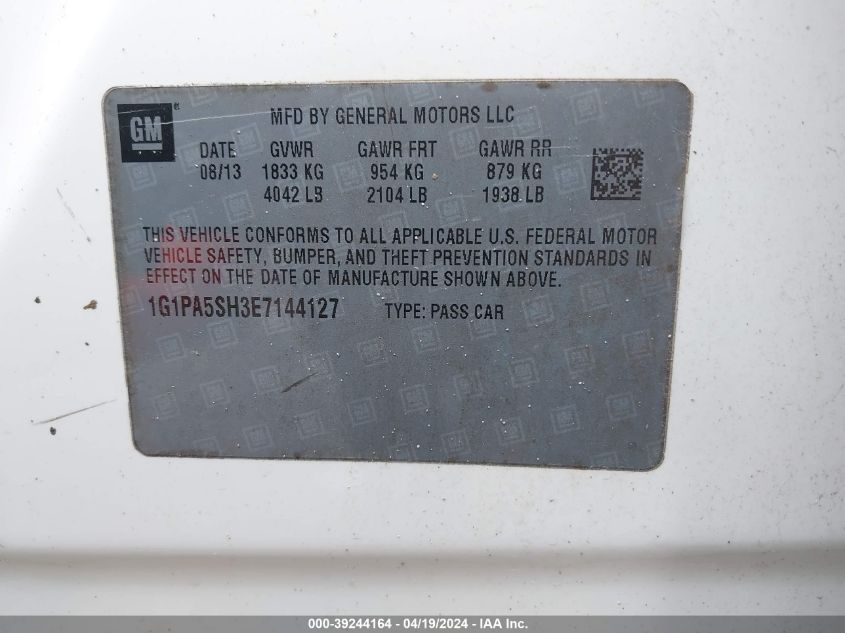 GM ®
MFD BY GENERAL MOTORS LLC
DATE GVWR GAWR FRT GAWR RR
08/13 1833 KG 954 KG 879 KG
4042 LB 2104 LB 1938 LB
THIS VEHICLE CONFORMS TO ALL APPLICABLE U.S. FEDERAL MOTOR
VEHICLE SAFETY, BUMPER, AND THEFT PREVENTION STANDARDS IN
EFFECT ON THE DATE OF MANUFACTURE SHOWN ABOVE.
1G1PA5SH3E7144127 TYPE: PASS CAR
000-39244164 - 04/19/2024 - IAA Inc.